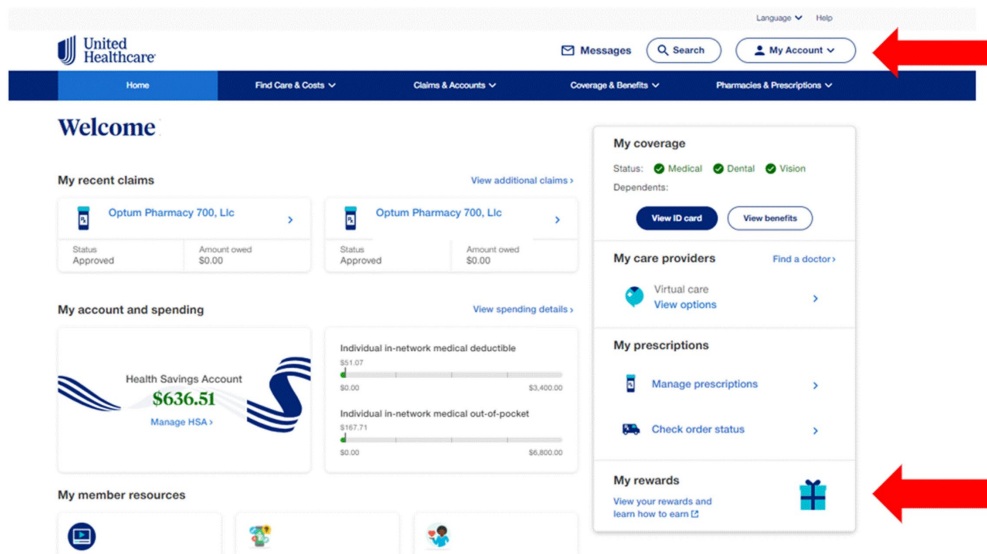 Language Help
United
Healthcare
Messages Search My Account
Home Find Care & Costs Claims & Accounts Coverage & Benefits Pharmacies & Prescriptions
Welcome
My recent claims View additional claims
Optum Pharmacy 700, Llc
Status Amount owed
Approved $0.00
Optum Pharmacy 700, Llc
Status Amount owed
Approved $0.00
My account and spending View spending details
Health Savings Account
$636.51
Manage HSA
Individual in-network medical deductible
$51.07
$0.00 $3,400.00
Individual in-network medical out-of-pocket
$167.71
$0.00 $6,800.00
My member resources
My coverage
Status: Medical Dental Vision
Dependents:
View ID card View benefits
My care providers Find a doctor
Virtual care
View options
My prescriptions
Manage prescriptions
Check order status
My rewards
View your rewards and
learn how to earn